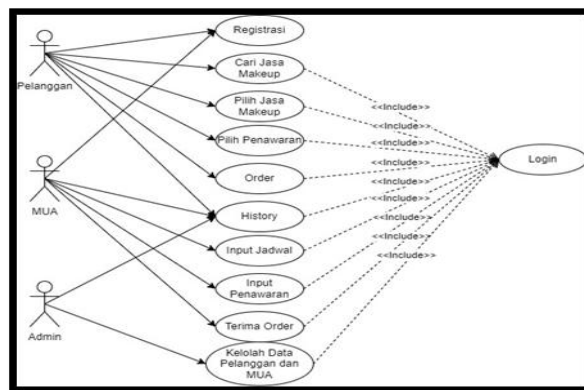 Registrasi
Cari Jasa
Makeup
Pelanggan
Pilih Jasa
Makeup
Pilih Penawaran
Order
MUA
History
Input Jadwal
Input
Penawaran
Admin
Terima Order
Kelolah Data
Pelanggan dan
MUA
<<Include>>
<<Include>>
<<Include>>
<<Include>>
<<Include>>
<<Include>>
<<Include>>
<<Include>>
<<Include>>
Login